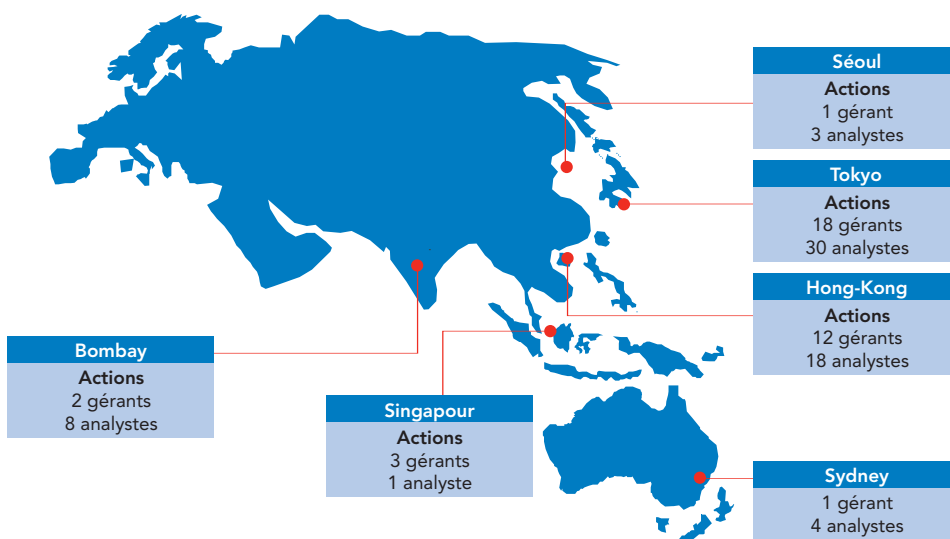 Séoul
Actions
1 gérant
3 analystes
Tokyo
Actions
18 gérants
30 analystes
Hong-Kong
Actions
12 gérants
18 analystes
Bombay
Actions
2 gérants
8 analystes
Singapour
Actions
3 gérants
1 analyste
Sydney
1 gérant
4 analystes